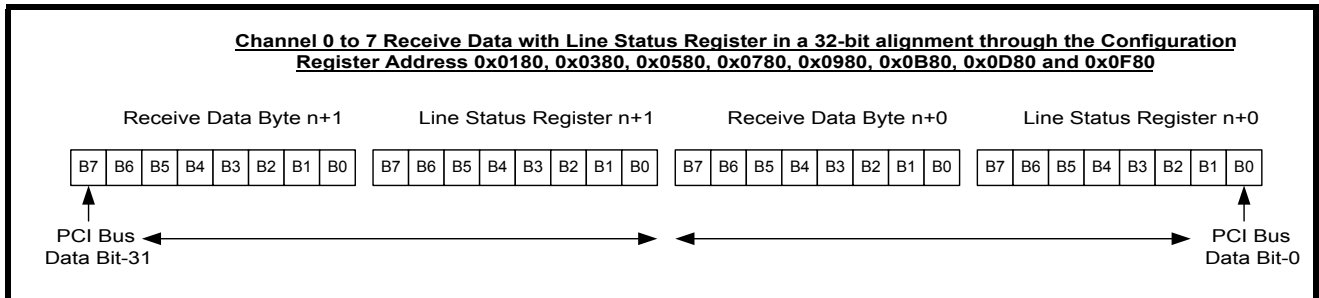 Channel 0 to 7 Receive Data with Line Status Register in a 32-bit alignment through the Configuration
Register Address 0x0180, 0x0380, 0x0580, 0x0780, 0x0980, 0x0B80, 0x0D80 and 0x0F80
Receive Data Byte n+1 Line Status Register n+1 Receive Data Byte n+0 Line Status Register n+0
B7 B6 B5 B4 B3 B2 B1 B0 B7 B6 B5 B4 B3 B2 B1 B0 B7 B6 B5 B4 B3 B2 B1 B0 B7 B6 B5 B4 B3 B2 B1 B0
PCI Bus PCI Bus
Data Bit-31 Data Bit-0